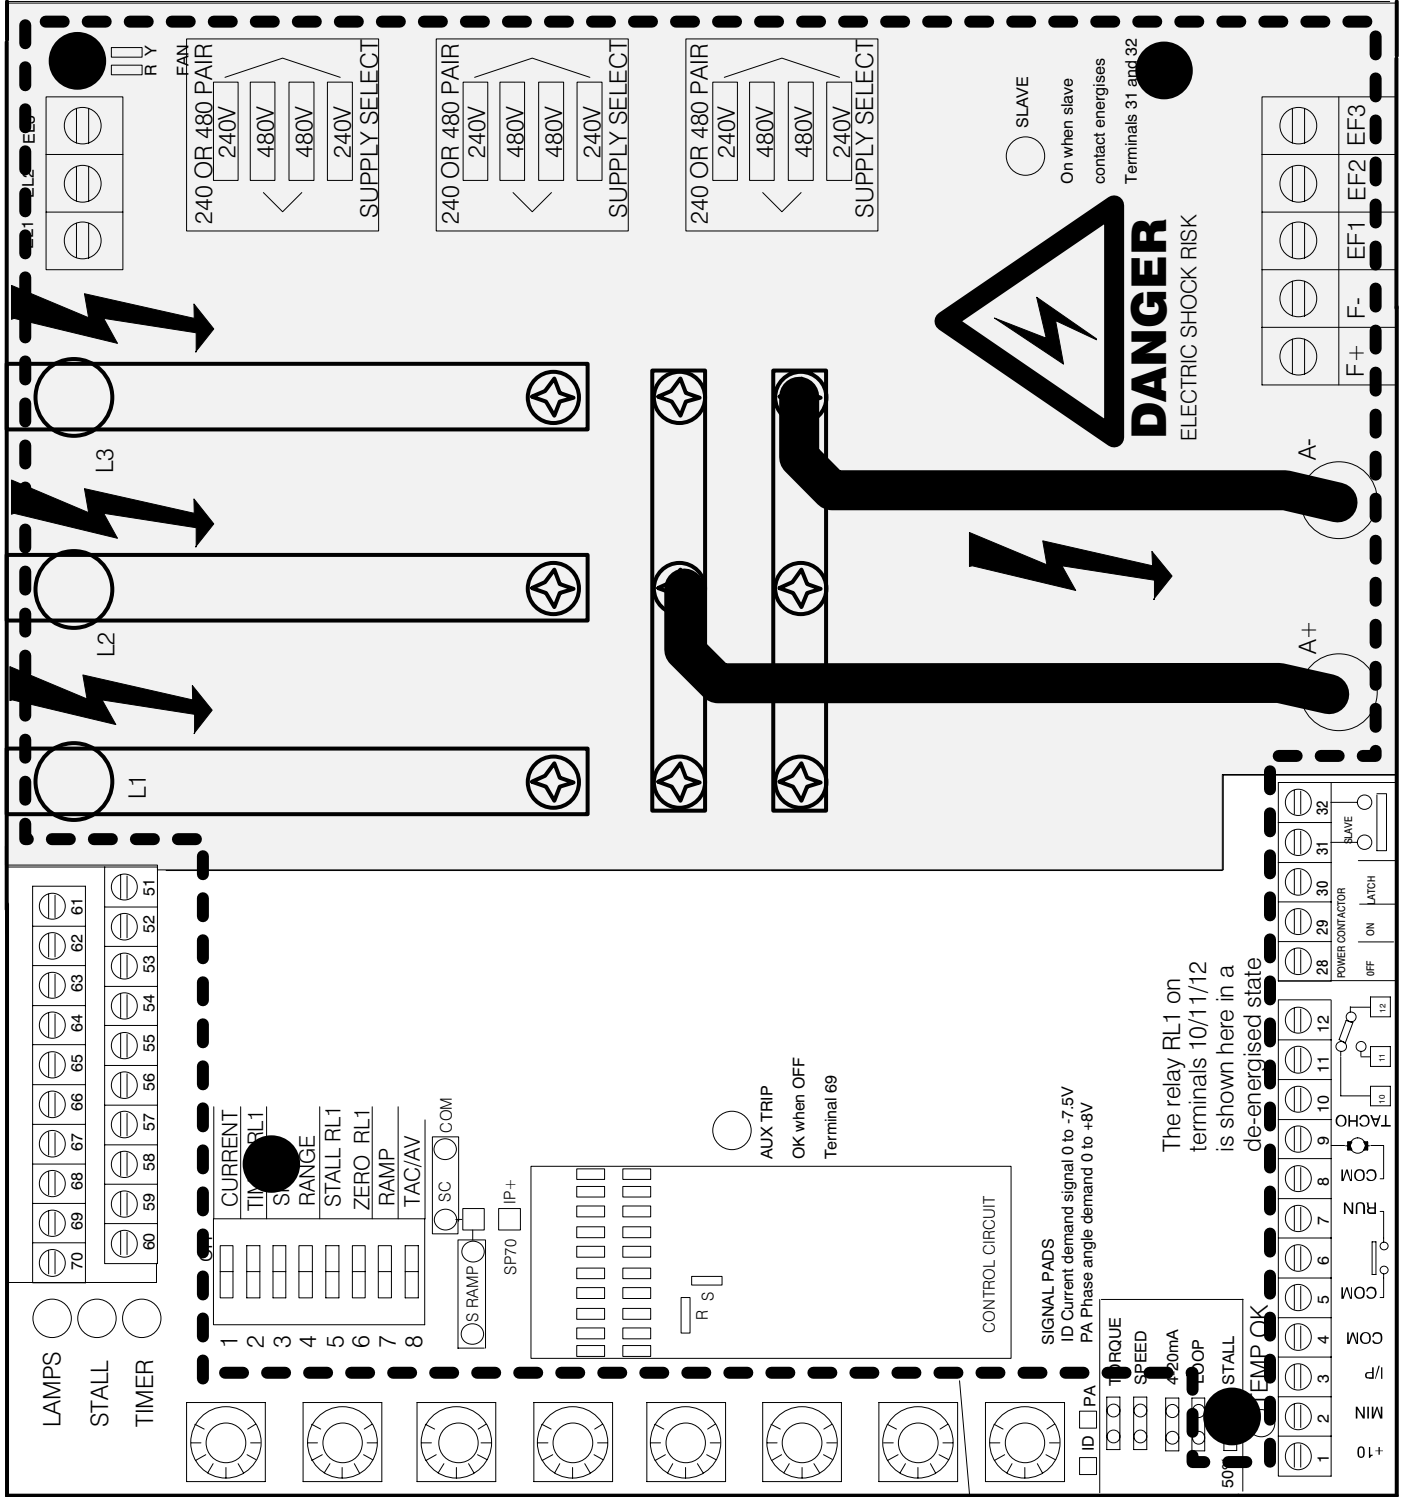 R Y
FAN
EL1 EL2 EL3
240 OR 480 PAIR
240V
480V
480V
240V
SUPPLY SELECT
240 OR 480 PAIR
240V
480V
480V
240V
SUPPLY SELECT
240 OR 480 PAIR
240V
480V
480V
240V
SUPPLY SELECT
SLAVE
On when slave
contact energises
Terminals 31 and 32
DANGER
ELECTRIC SHOCK RISK
F+ F- EF1 EF2 EF3
L3
L2
L1
A-
A+
70 69 68 67 66 65 64 63 62 61
60 59 58 57 56 55 54 53 52 51
LAMPS
STALL
TIMER
1
2
3
4
5
6
7
8
CURRENT
RL1
RANGE
STALL RL1
ZERO RL1
RAMP
TAC/AV
SC COM
S RAMP
SP70 IP+
AUX TRIP
OK when OFF
Terminal 69
R S
CONTROL CIRCUIT
SIGNAL PADS
ID Current demand signal 0 to -7.5V
PA Phase angle demand 0 to +8V
ID PA
TORQUE
SPEED
4-20mA
LOOP
STALL
TEMP OK
The relay RL1 on
terminals 10/11/12
is shown here in a
de-energised state
1 2 3 4 5 6 7 8 9 10 11 12
+10 MIN I/P COM COM RUN COM TACHO
10 11 12
28 29 30 31 32
POWER CONTACTOR
OFF ON LATCH
SLAVE